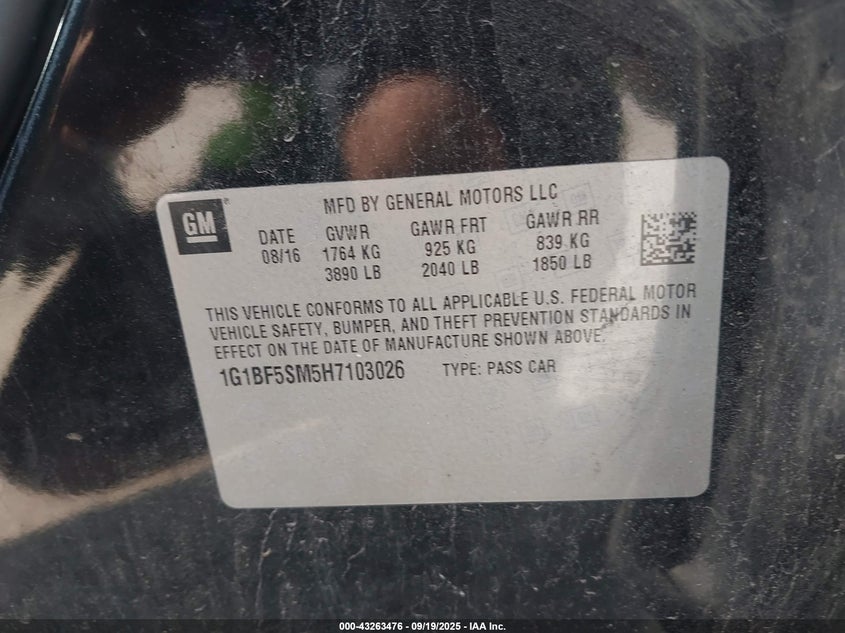 GM
MFD BY GENERAL MOTORS LLC
DATE GVWR GAWR FRT GAWR RR
08/16 1764 KG 925 KG 839 KG
3890 LB 2040 LB 1850 LB
THIS VEHICLE CONFORMS TO ALL APPLICABLE U.S. FEDERAL MOTOR
VEHICLE SAFETY, BUMPER, AND THEFT PREVENTION STANDARDS IN
EFFECT ON THE DATE OF MANUFACTURE SHOWN ABOVE.
1G1BF5SM5H7103026 TYPE: PASS CAR
000-43263476 - 09/19/2025 - IAA Inc.